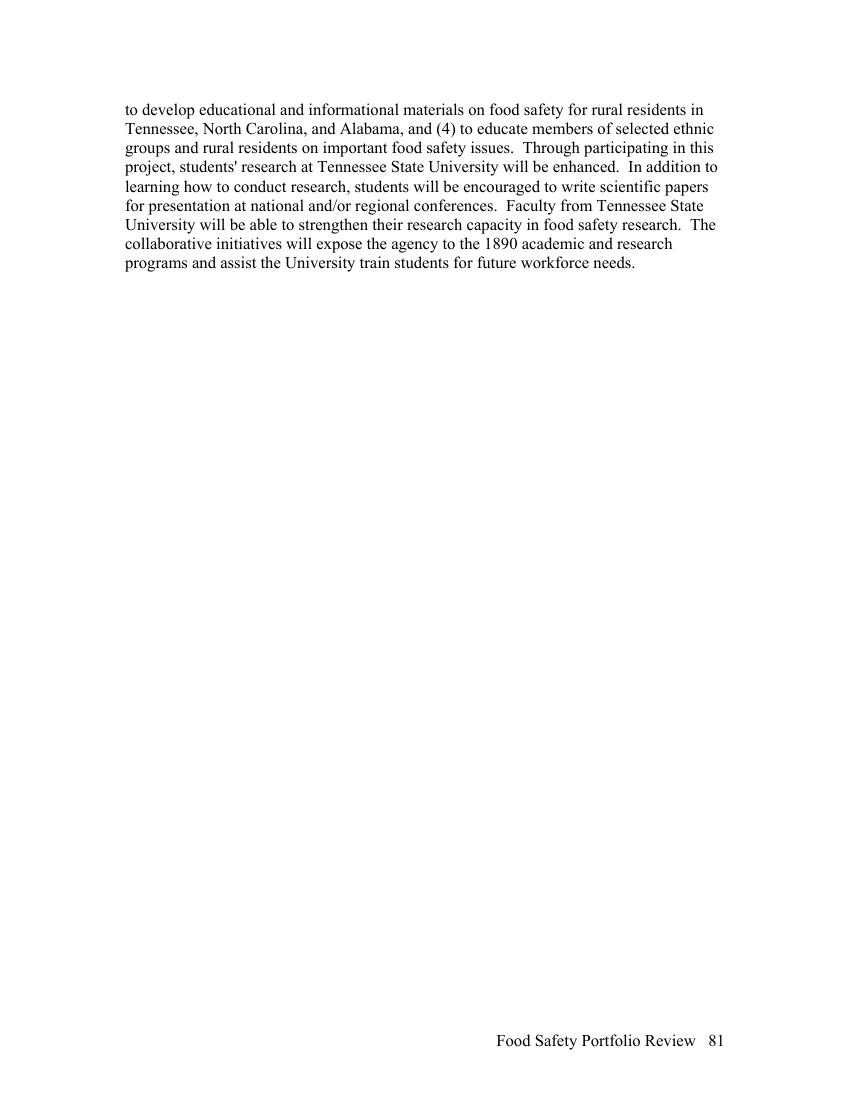 to develop educational and informational materials on food safety for rural residents in
Tennessee, North Carolina, and Alabama, and (4) to educate members of selected ethnic
groups and rural residents on important food safety issues.  Through participating in this
project, students' research at Tennessee State University will be enhanced.  In addition to
learning how to conduct research, students will be encouraged to write scientific papers
for presentation at national and/or regional conferences.  Faculty from Tennessee State
University will be able to strengthen their research capacity in food safety research.  The
collaborative initiatives will expose the agency to the 1890 academic and research
programs and assist the University train students for future workforce needs.
Food Safety Portfolio Review   81